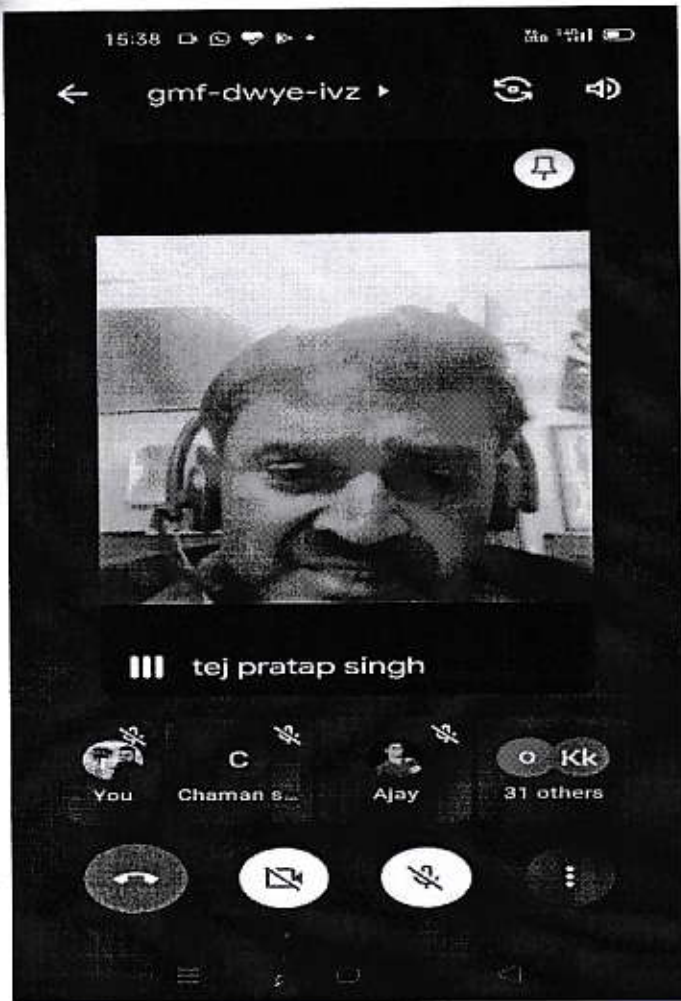 15:38
gmf-dwye-ivz
tej pratap singh
C
O Kk
You
Chaman s...
Ajay
31 others